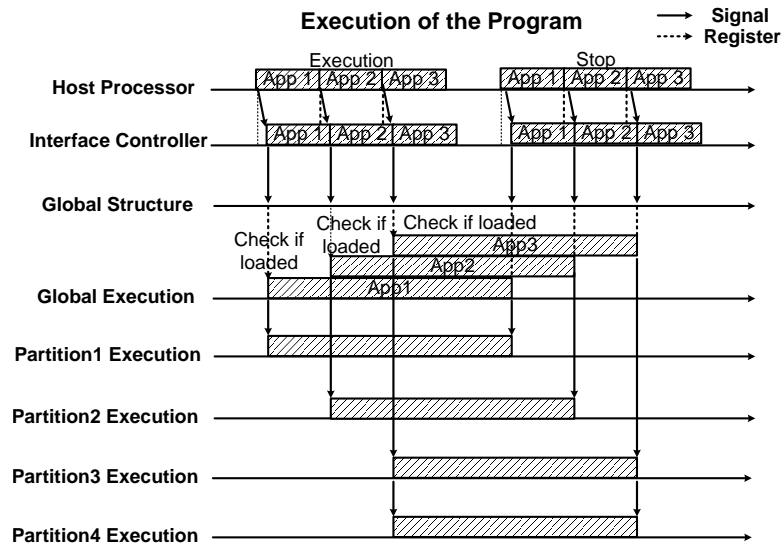 Execution of the Program
Signal
Register
Execution
Stop
Host Processor
App 1 App 2 App 3
App 1 App 2 App 3
Interface Controller
App 1 App 2 App 3
App 1 App 2 App 3
Global Structure
Check if
loaded
Check if
loaded
Check if loaded
App3
App2
Global Execution
App1
Partition1 Execution
Partition2 Execution
Partition3 Execution
Partition4 Execution